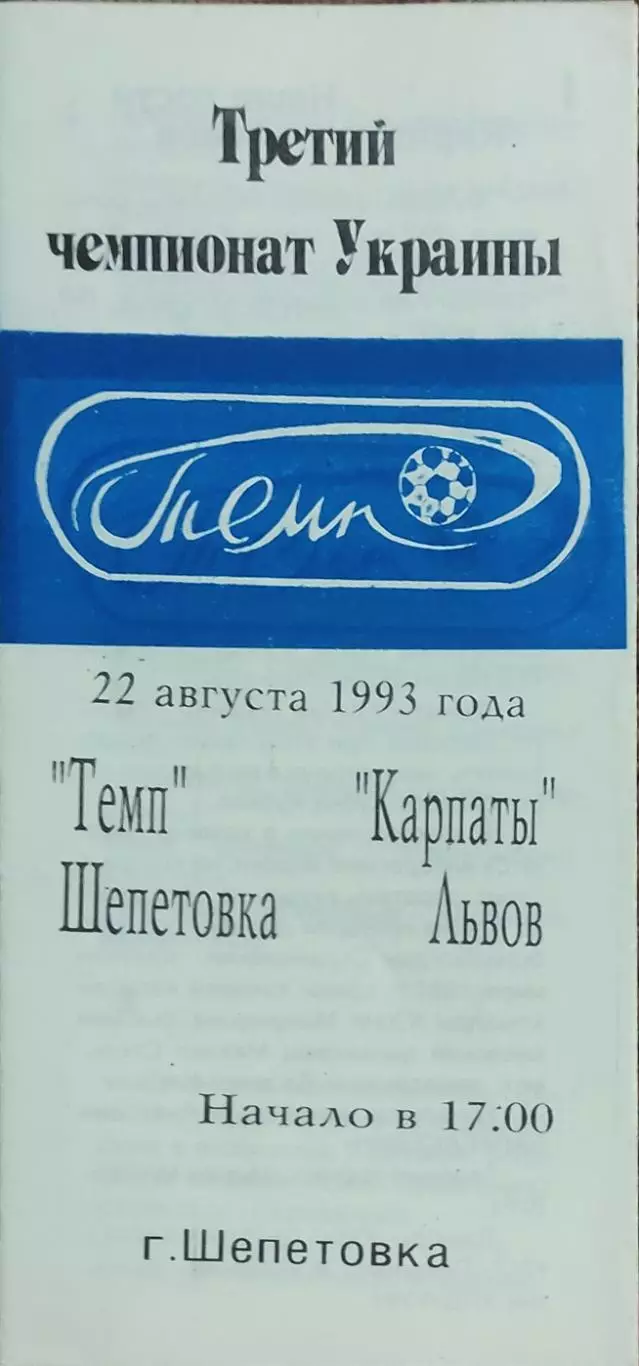 Третий
чемпионат Украины
Темп
22 августа 1993 года
"Темп" "Карпаты"
Шепетовка Львов
Начало в 17:00
г.Шепетовка